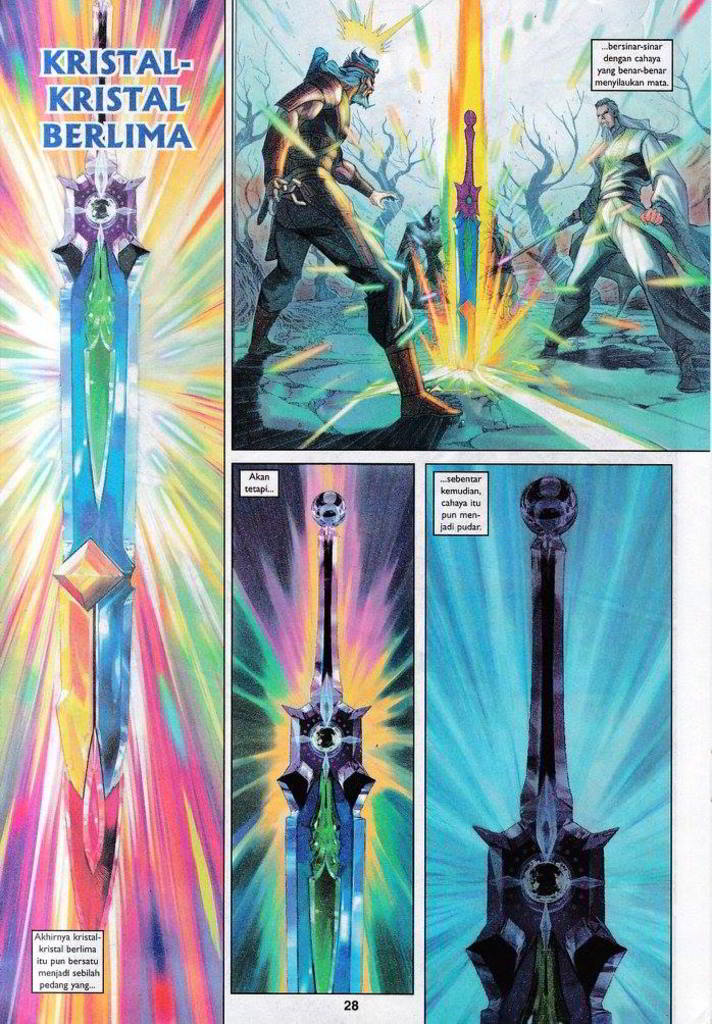 KRISTAL-
KRISTAL
BERLIMA
Akhirnya kristal-
kristal berlima
itu pun bersatu
menjadi sebilah
pedang yang...
...bersinar-sinar
dengan cahaya
yang benar-benar
menyilaukan mata.
Akan
tetapi...
...sebentar
kemudian,
cahaya itu
pun men-
jadi pudar.
28